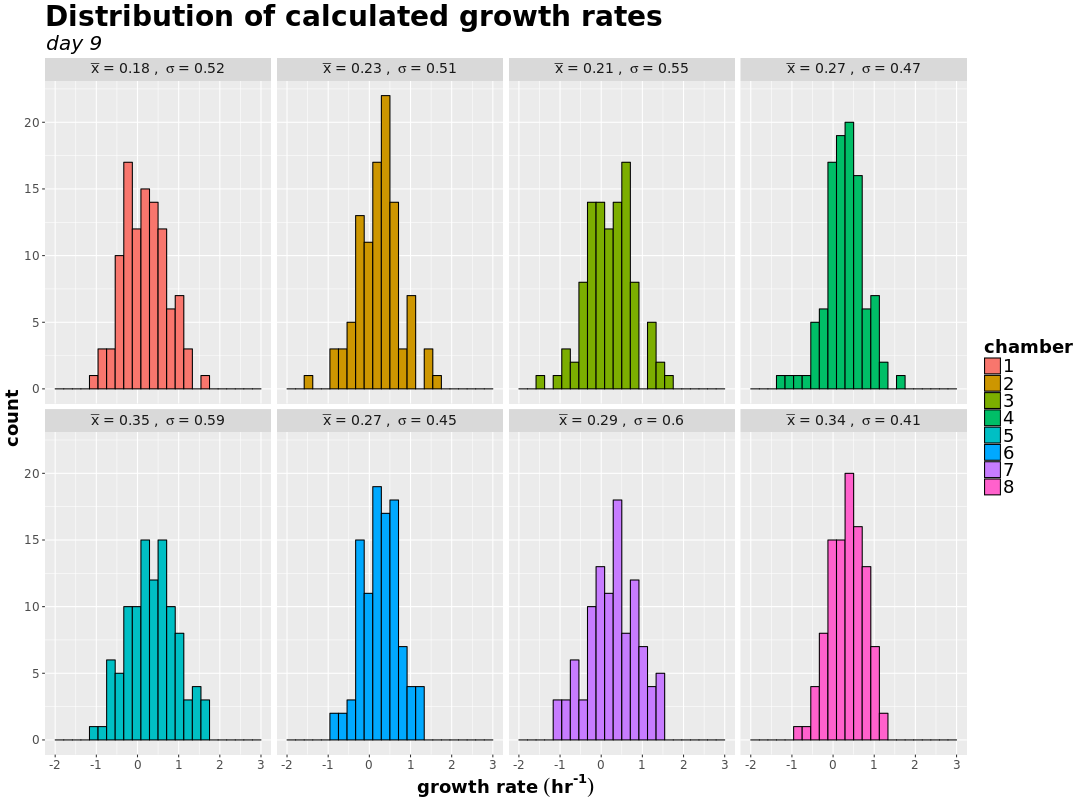 Distribution of calculated growth rates
day 9
x̅ = 0.18 , σ = 0.52
x̅ = 0.23 , σ = 0.51
x̅ = 0.21 , σ = 0.55
x̅ = 0.27 , σ = 0.47
20
15
10
5
0
x̅ = 0.35 , σ = 0.59
x̅ = 0.27 , σ = 0.45
x̅ = 0.29 , σ = 0.6
x̅ = 0.34 , σ = 0.41
20
15
10
5
0
-2 -1 0 1 2 3
-2 -1 0 1 2 3
-2 -1 0 1 2 3
-2 -1 0 1 2 3
growth rate (hr⁻¹)
count
chamber
1
2
3
4
5
6
7
8